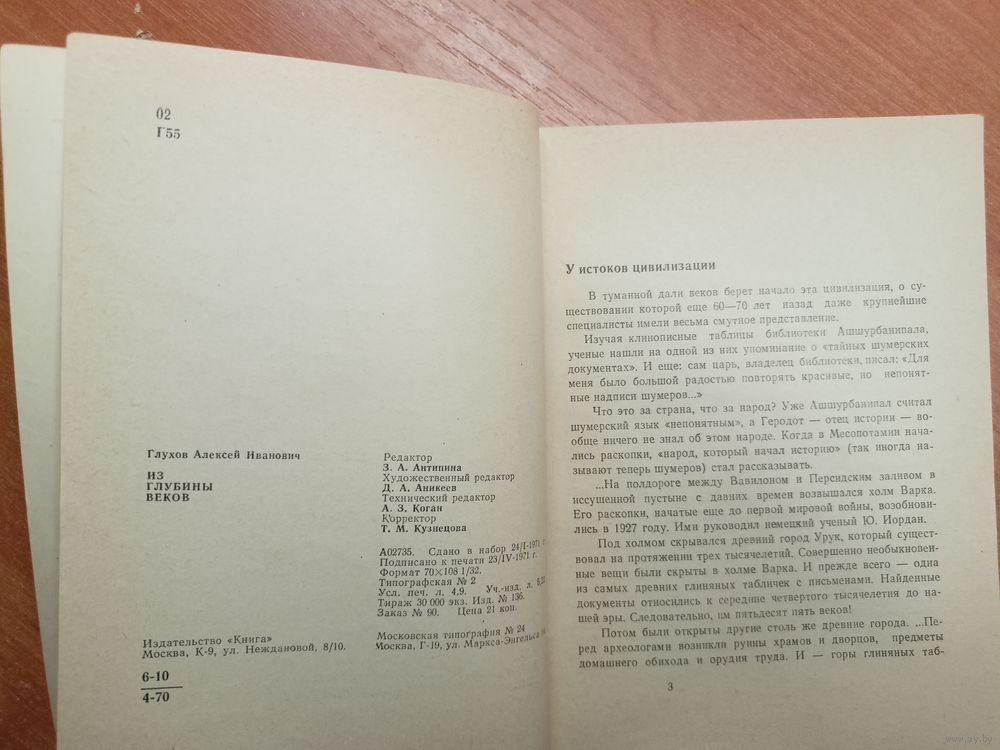 02
Г55
Глухов Алексей Иванович
ИЗ
ГЛУБИНЫ
ВЕКОВ
Редактор
З. А. Антипина
Художественный редактор
Д. А. Аникеев
Технический редактор
А. З. Коган
Корректор
Т. М. Кузнецова
А02735. Сдано в набор 24/I-1971 г.
Подписано к печати 23/IV-1971 г.
Формат 70×108 1/32.
Типографская № 2
Усл. печ. л. 4,9. Уч.-изд. л. 5,22
Тираж 30 000 экз. Изд. № 136.
Заказ № 90. Цена 21 коп.
Издательство «Книга»
Москва, К-9, ул. Неждановой, 8/10.
Московская типография № 24
Москва, Г-19, ул. Маркса-Энгельса
6-10
4-70
У истоков цивилизации
В туманной дали веков берет начало эта цивилизация, о су-
ществовании которой еще 60—70 лет назад даже крупнейшие
специалисты имели весьма смутное представление.
Изучая клинописные таблицы библиотеки Ашшурбанипала,
ученые нашли на одной из них упоминание о «тайных шумерских
документах». И еще: сам царь, владелец библиотеки, писал: «Для
меня было большой радостью повторять красивые, но непонят-
ные надписи шумеров...»
Что это за страна, что за народ? Уже Ашшурбанипал считал
шумерский язык «непонятным», а Геродот — отец истории — во-
обще ничего не знал об этом народе. Когда в Месопотамии нача-
лись раскопки, «народ, который начал историю» (так иногда на-
зывают теперь шумеров) стал рассказывать.
...На полдороге между Вавилоном и Персидским заливом в
иссушенной пустыне с давних времен возвышался холм Варка.
Его раскопки, начатые еще до первой мировой войны, возобнови-
лись в 1927 году. Ими руководил немецкий ученый Ю. Иордан.
Под холмом скрывался древний город Урук, который сущест-
вовал на протяжении трех тысячелетий. Совершенно необыкновен-
ные вещи были скрыты в холме Варка. И прежде всего — одна
из самых древних глиняных табличек с письменами. Найденные
документы относились к середине четвертого тысячелетия до на-
шей эры. Следовательно, им пятьдесят пять веков!
Потом были открыты другие столь же древние города. ...Пе-
ред археологами возникли руины храмов и дворцов, предметы
домашнего обихода и орудия труда. И — горы глиняных таб-
3
www.ay.by